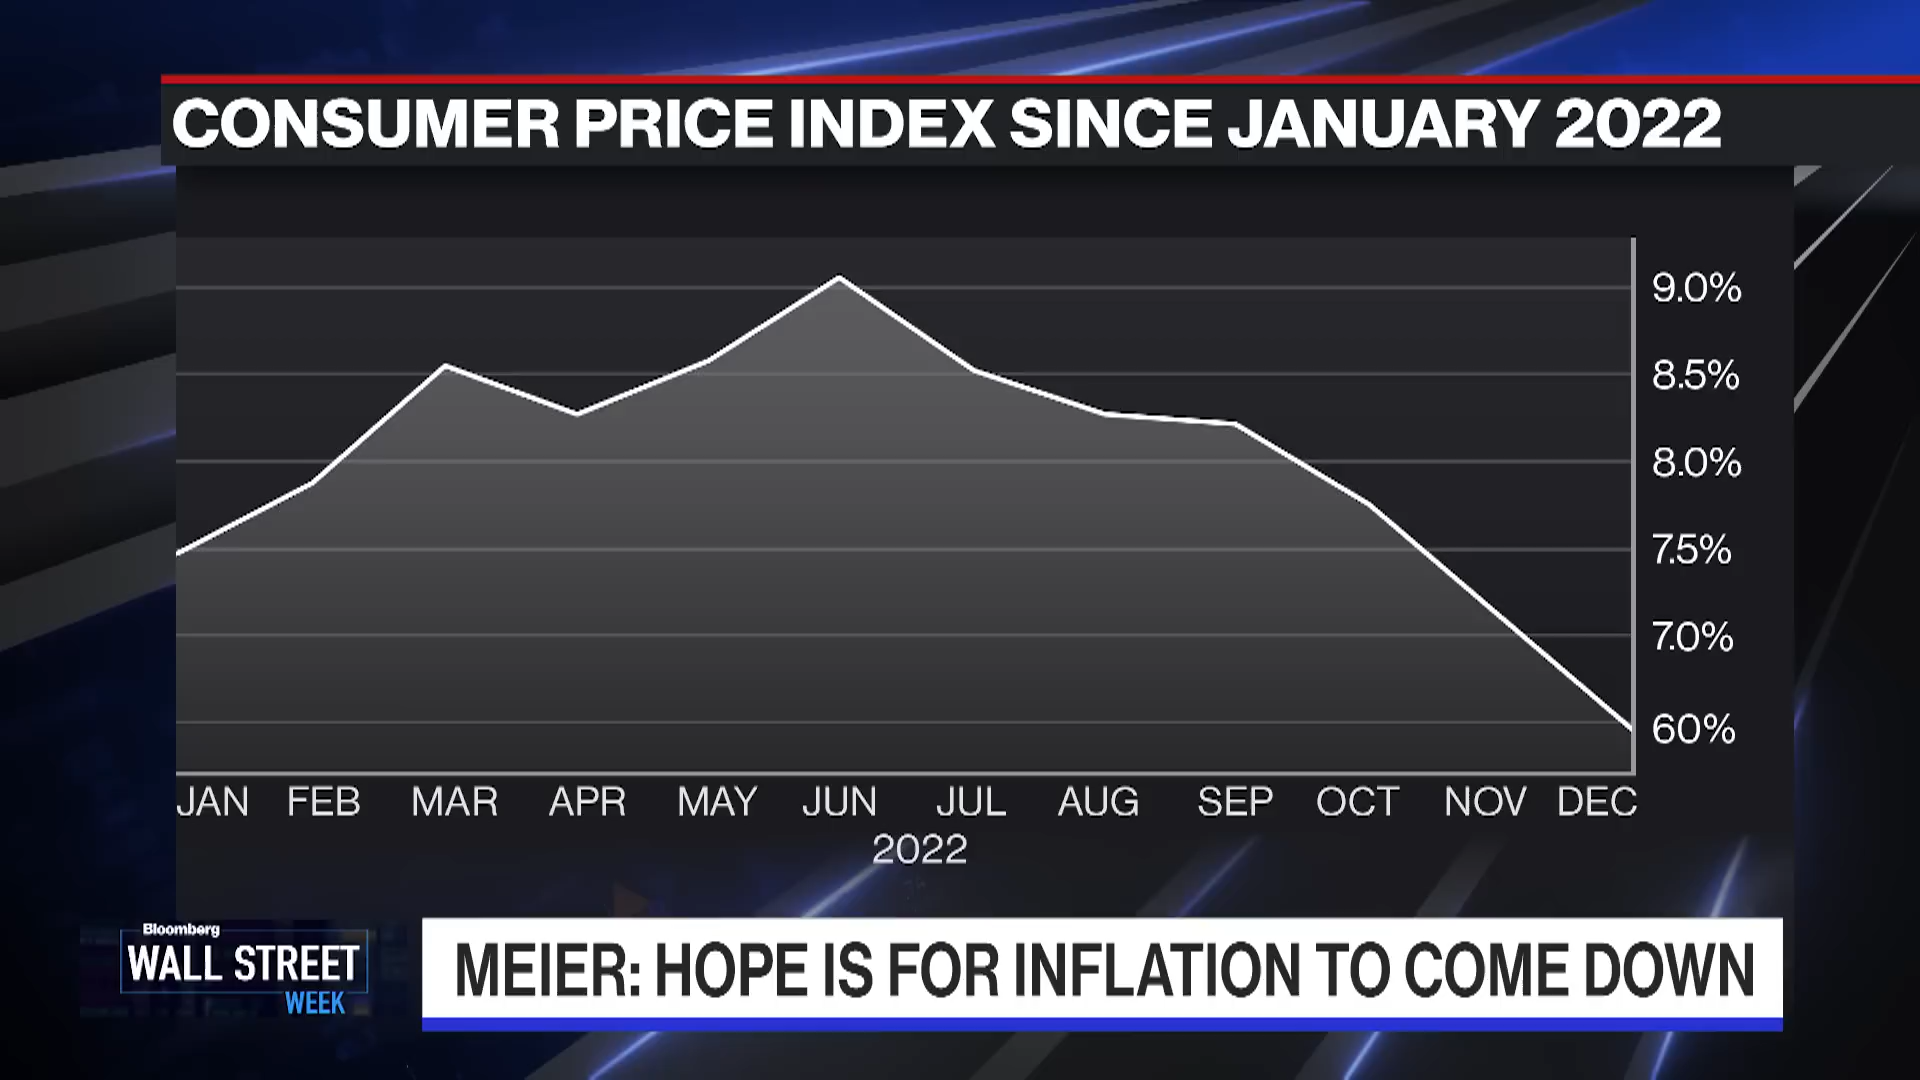 CONSUMER PRICE INDEX SINCE JANUARY 2022
9.0%
8.5%
8.0%
7.5%
7.0%
60%
JAN FEB MAR APR MAY JUN JUL AUG SEP OCT NOV DEC
2022
Bloomberg
WALL STREET
WEEK
MEIER: HOPE IS FOR INFLATION TO COME DOWN